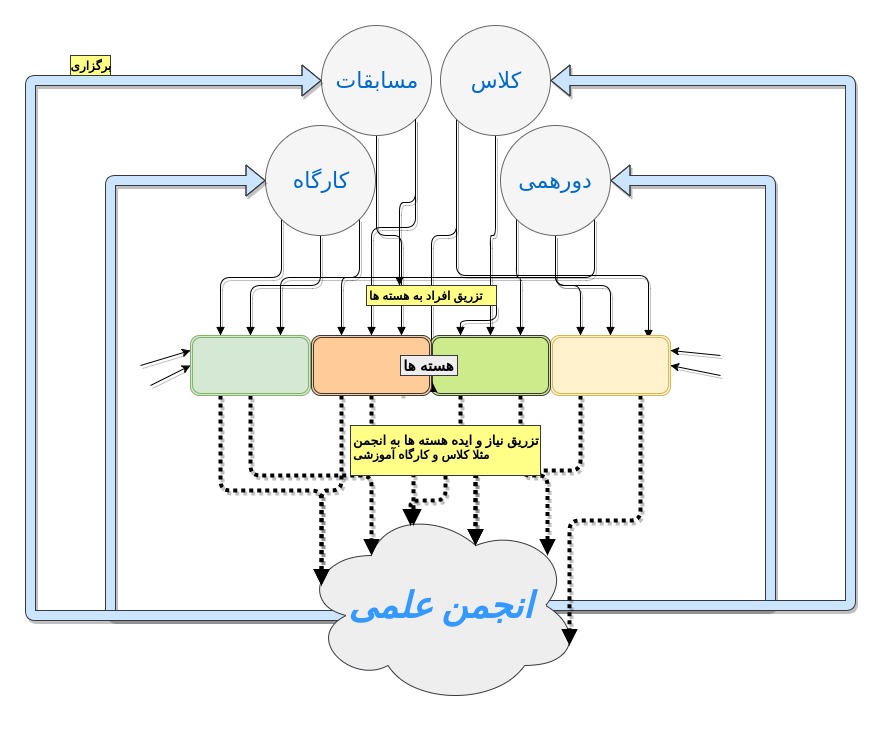 برگزاری
مسابقات
کلاس
کارگاه
دورهمی
تزریق افراد به هسته ها
هسته ها
تزریق نیاز و ایده هسته ها به انجمن
مثلا کلاس و کارگاه آموزشی
انجمن علمی